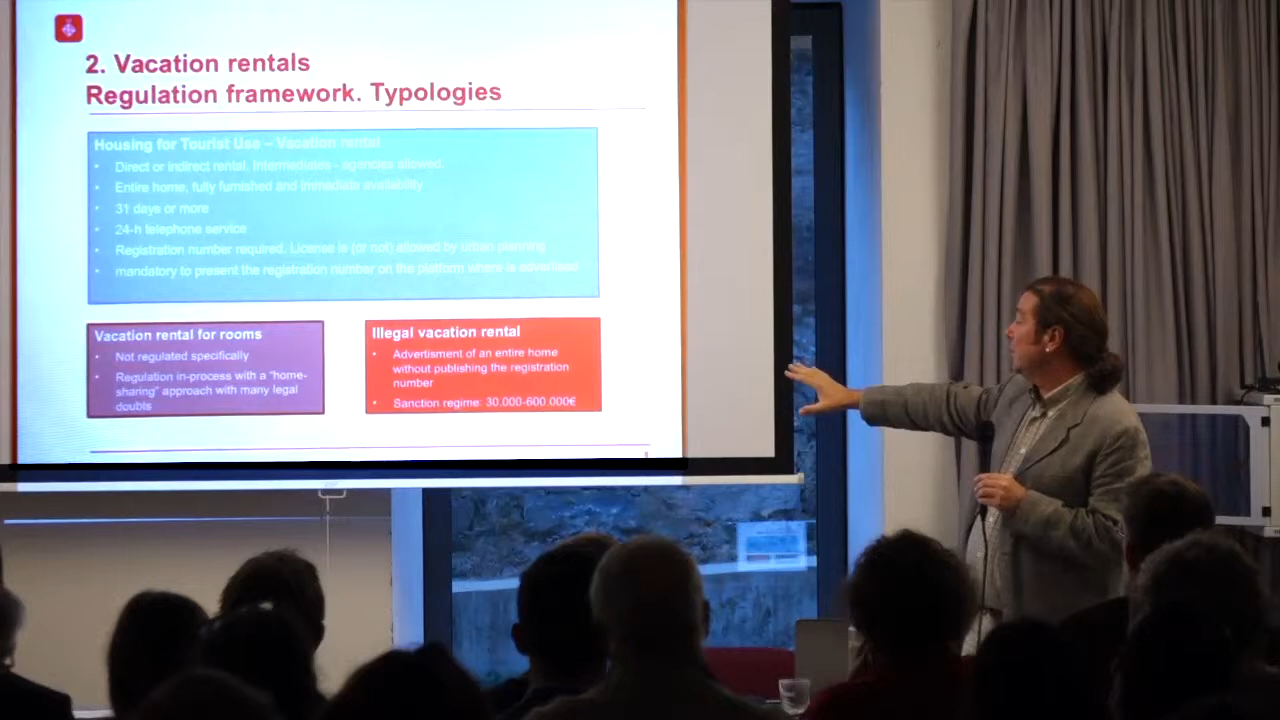 2. Vacation rentals
Regulation framework. Typologies
Housing for Tourist Use – Vacation rental
• Direct or indirect rental. Intermediates - agencies allowed.
• Entire home, fully furnished and immediate availability
• 31 days or more
• 24-h telephone service
• Registration number required. License is (or not) allowed by urban planning
• mandatory to present the registration number on the platform where is advertised
Vacation rental for rooms
• Not regulated specifically
• Regulation in-process with a "home-
sharing" approach with many legal
doubts
Illegal vacation rental
• Advertisment of an entire home
without publishing the registration
number
• Sanction regime: 30.000-600.000€